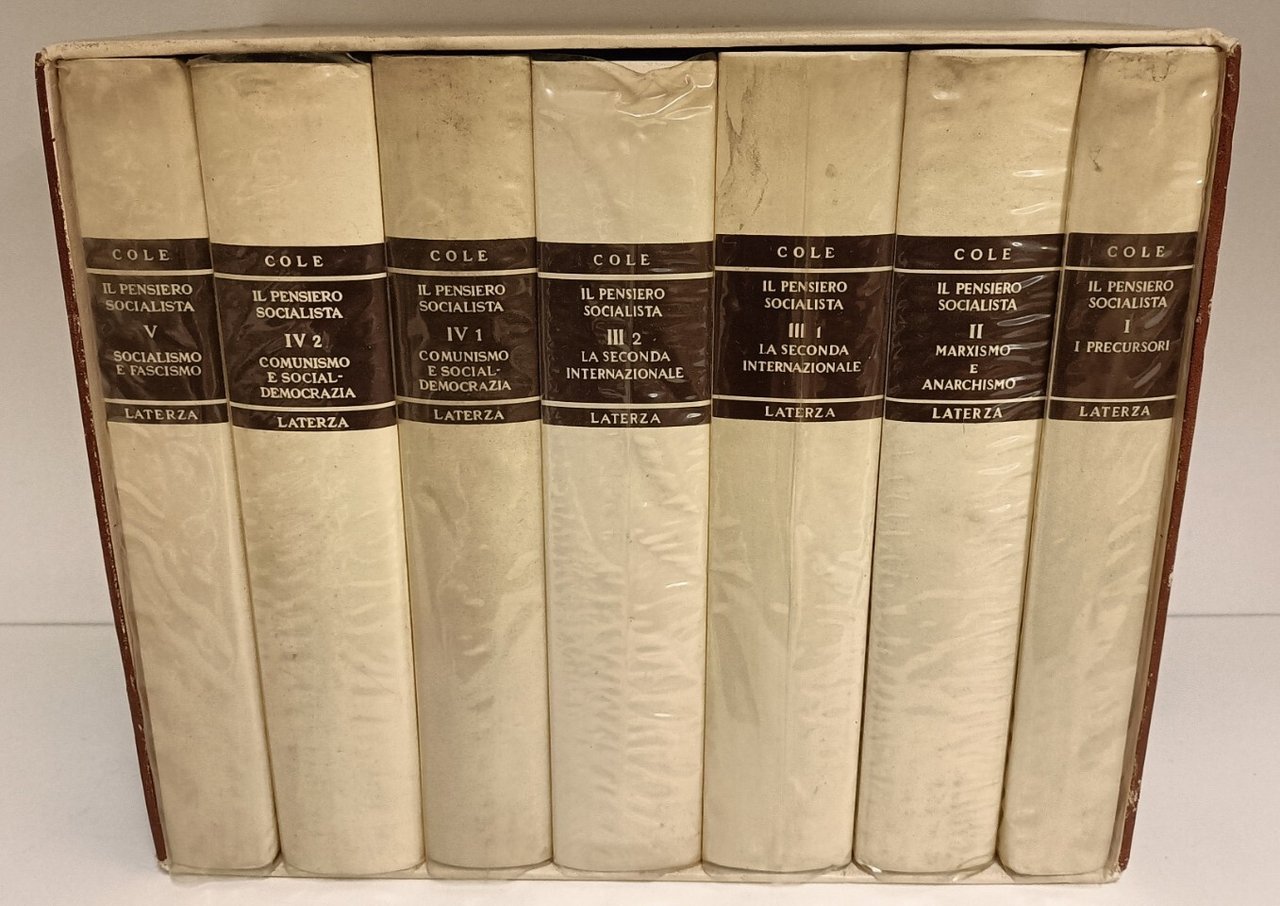 COLE
IL PENSIERO
SOCIALISTA
V
SOCIALISMO
E FASCISMO
LATERZA
COLE
IL PENSIERO
SOCIALISTA
IV 2
COMUNISMO
E SOCIAL-
DEMOCRAZIA
LATERZA
COLE
IL PENSIERO
SOCIALISTA
IV 1
COMUNISMO
E SOCIAL-
DEMOCRAZIA
LATERZA
COLE
IL PENSIERO
SOCIALISTA
III 2
LA SECONDA
INTERNAZIONALE
LATERZA
COLE
IL PENSIERO
SOCIALISTA
III 1
LA SECONDA
INTERNAZIONALE
LATERZA
COLE
IL PENSIERO
SOCIALISTA
II
MARXISMO
E
ANARCHISMO
LATERZA
COLE
IL PENSIERO
SOCIALISTA
I
I PRECURSORI
LATERZA